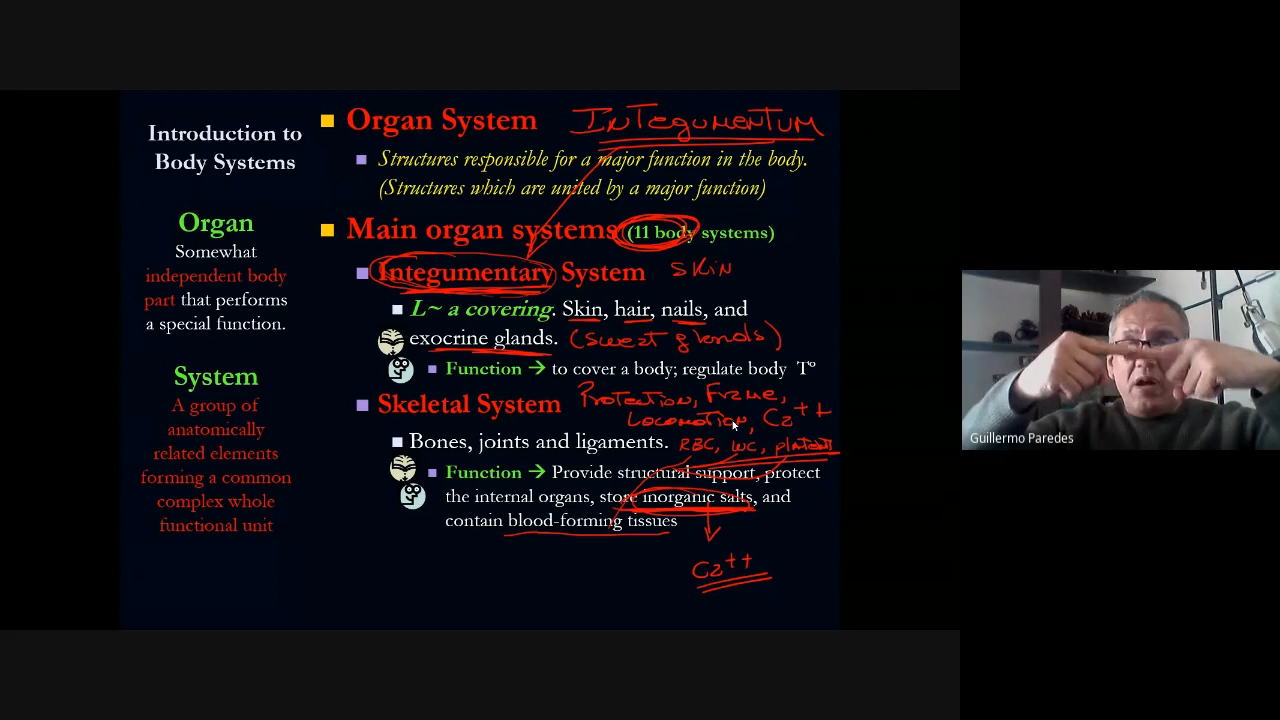 Introduction to
Body Systems
Organ
Somewhat
independent body
part that performs
a special function.
System
A group of
anatomically
related elements
forming a common
complex whole
functional unit
Organ System INTEGUMENTUM
Structures responsible for a major function in the body.
(Structures which are united by a major function)
Main organ systems (11 body systems)
Integumentary System SKIN
L~ a covering. Skin, hair, nails, and
exocrine glands. (sweat glands)
Function → to cover a body; regulate body T°
Skeletal System Protection, Frame,
Locomotion, Ca++
Bones, joints and ligaments. RBC, WC, platelets
Function → Provide structural support, protect
the internal organs, store inorganic salts, and
contain blood-forming tissues
Ca++
Guillermo Paredes